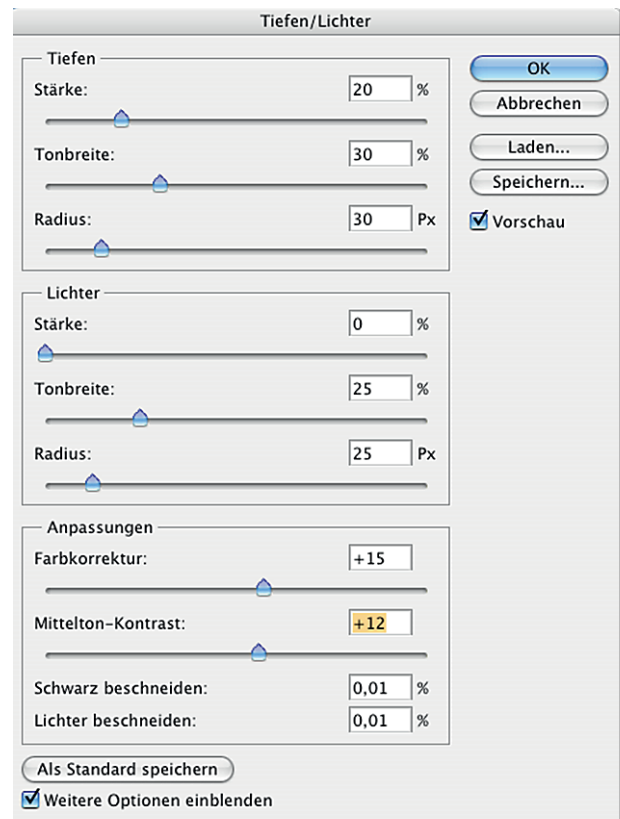 Tiefen/Lichter
Tiefen
Stärke: 20 %
Tonbreite: 30 %
Radius: 30 Px
Lichter
Stärke: 0 %
Tonbreite: 25 %
Radius: 25 Px
Anpassungen
Farbkorrektur: +15
Mittelton-Kontrast: +12
Schwarz beschneiden: 0,01 %
Lichter beschneiden: 0,01 %
Als Standard speichern
Weitere Optionen einblenden
OK
Abbrechen
Laden...
Speichern...
Vorschau